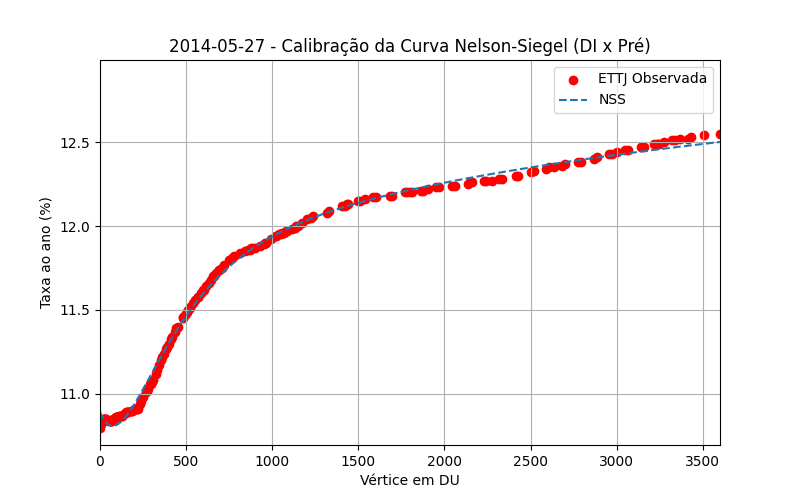 2014-05-27 - Calibração da Curva Nelson-Siegel (DI x Pré)
ETTJ Observada
NSS
Taxa ao ano (%)
12.5
12.0
11.5
11.0
0 500 1000 1500 2000 2500 3000 3500
Vértice em DU